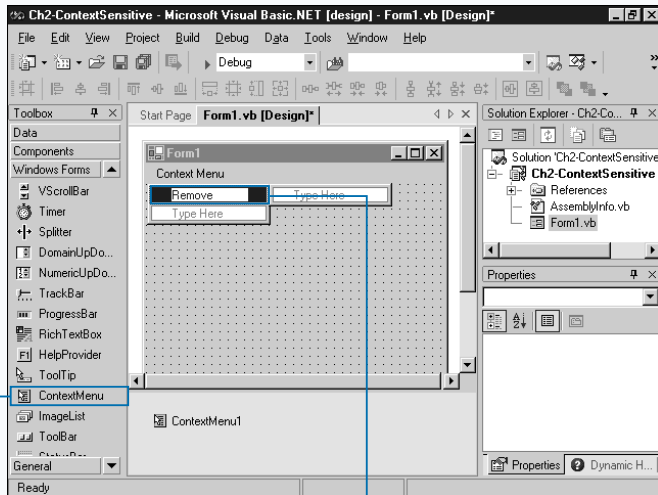 Ch2-ContextSensitive - Microsoft Visual Basic.NET [design] - Form1.vb [Design]*
File Edit View Project Build Debug Data Tools Window Help
Debug
Toolbox
Start Page Form1.vb [Design]*
Solution Explorer - Ch2-Co...
Data
Components
Windows Forms
VScrollBar
Timer
Splitter
DomainUpDo...
NumericUpDo...
TrackBar
ProgressBar
RichTextBox
HelpProvider
ToolTip
ContextMenu
ImageList
ToolBar
StatusBar
General
Form1
Context Menu
Remove Type Here
Type Here
ContextMenu1
Solution 'Ch2-ContextSensitive
Ch2-ContextSensitive
References
AssemblyInfo.vb
Form1.vb
Properties
Properties Dynamic H...
Ready